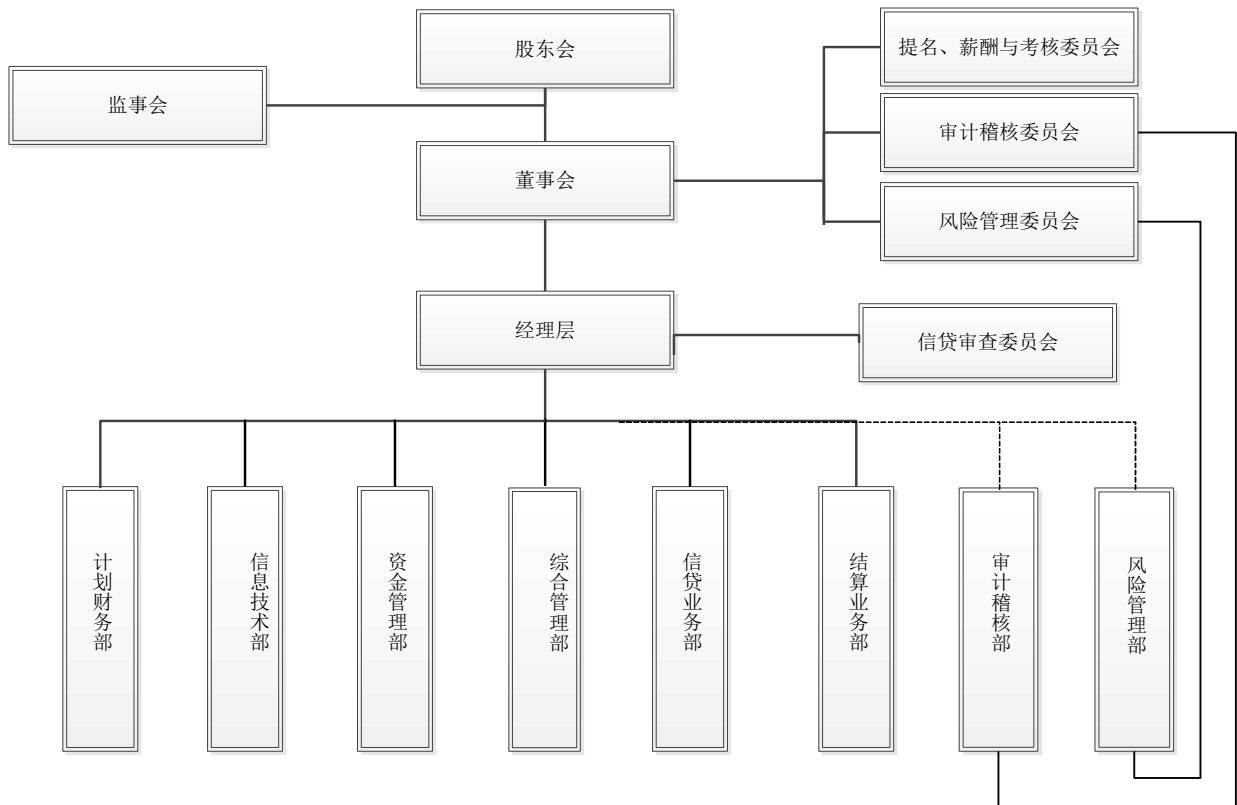 股东会
提名、薪酬与考核委员会
监事会
审计稽核委员会
董事会
风险管理委员会
经理层
信贷审查委员会
计划财务部
信息技术部
资金管理部
综合管理部
信贷业务部
结算业务部
审计稽核部
风险管理部